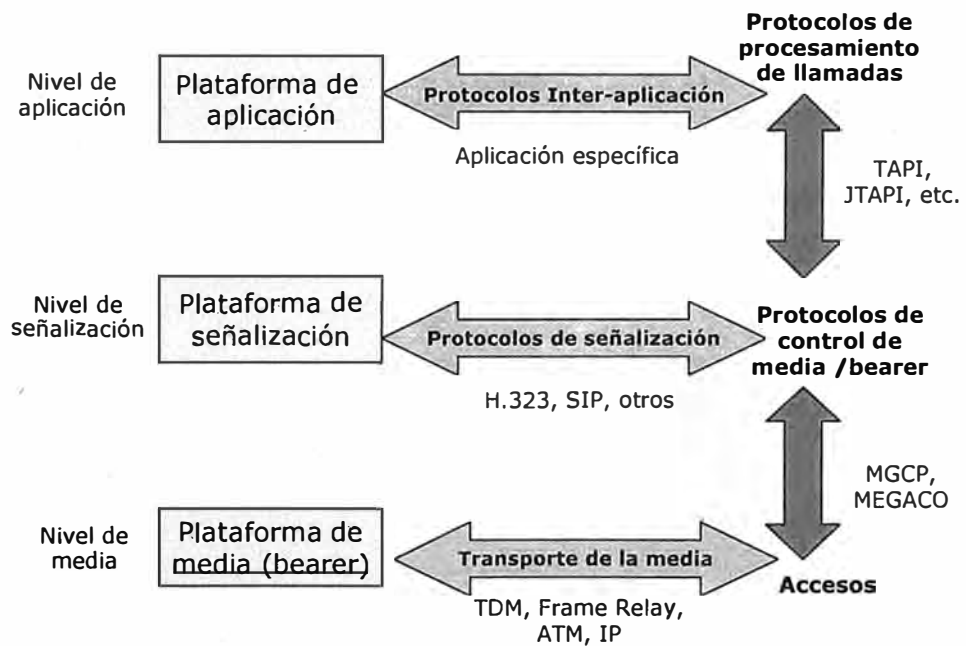 Protocolos de
procesamiento
de llamadas
Nivel de
aplicación
Plataforma de
aplicación
Protocolos Inter-aplicación
Aplicación específica
TAPI,
JTAPI, etc.
Nivel de
señalización
Plataforma de
señalización
Protocolos de señalización
Protocolos de
control de
media /bearer
H.323, SIP, otros
MGCP,
MEGACO
Nivel de
media
Plataforma de
media (bearer)
Transporte de la media
Accesos
TDM, Frame Relay,
ATM, IP